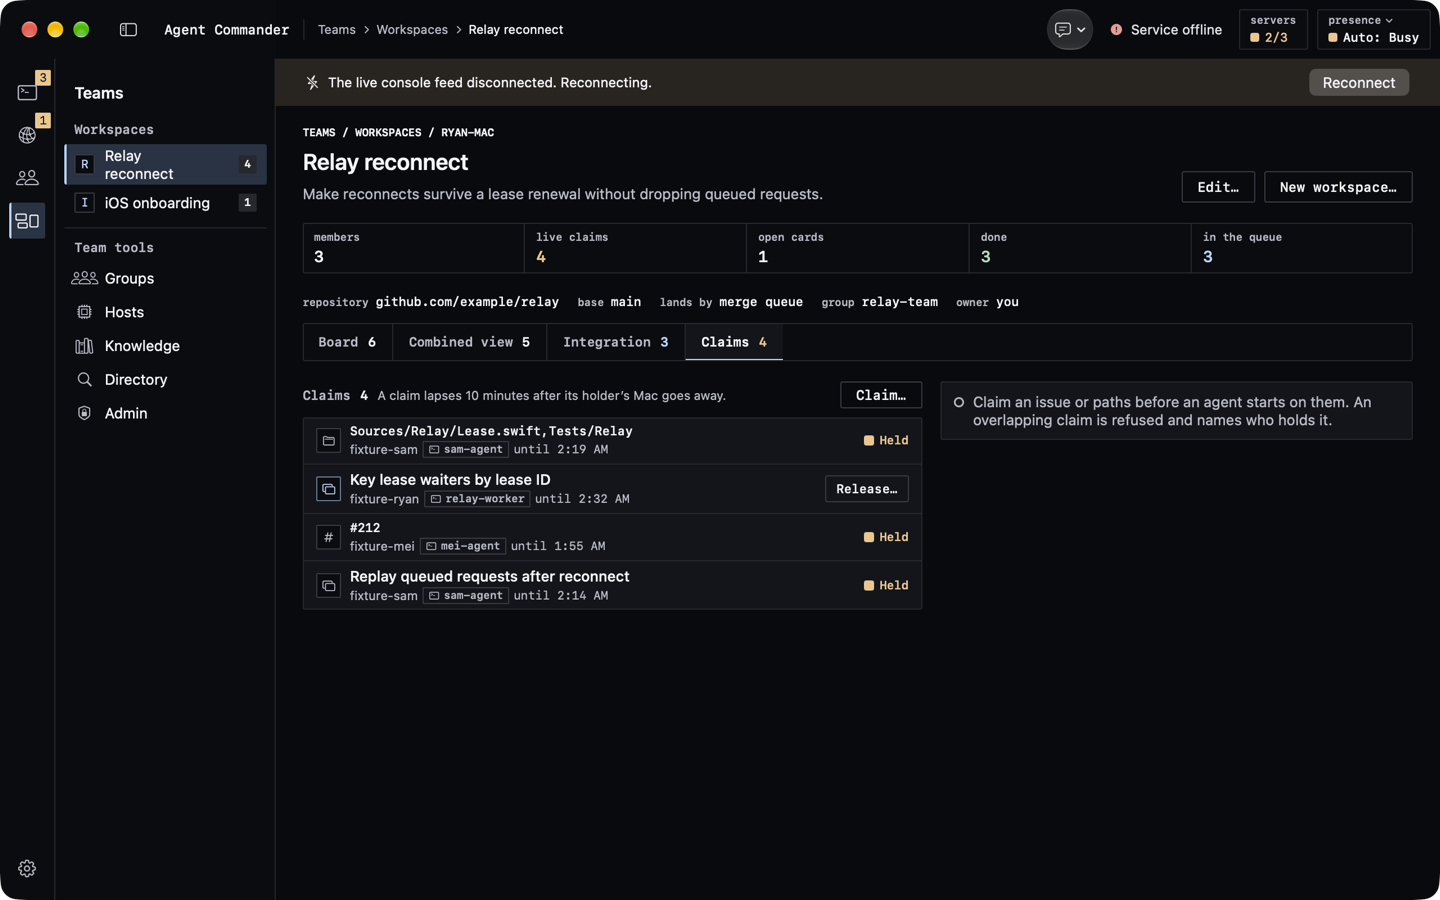 Agent Commander
Teams > Workspaces > Relay reconnect
Service offline
servers
2/3
presence
Auto: Busy
3
1
Teams
Workspaces
R
Relay
reconnect
4
I
iOS onboarding
1
Team tools
Groups
Hosts
Knowledge
Directory
Admin
The live console feed disconnected. Reconnecting.
Reconnect
TEAMS / WORKSPACES / RYAN-MAC
Relay reconnect
Make reconnects survive a lease renewal without dropping queued requests.
Edit…
New workspace…
members
3
live claims
4
open cards
1
done
3
in the queue
3
repository github.com/example/relay base main lands by merge queue group relay-team owner you
Board 6
Combined view 5
Integration 3
Claims 4
Claims 4 A claim lapses 10 minutes after its holder’s Mac goes away.
Claim…
Sources/Relay/Lease.swift,Tests/Relay
fixture-sam sam-agent until 2:19 AM
Held
Key lease waiters by lease ID
fixture-ryan relay-worker until 2:32 AM
Release…
#
#212
fixture-mei mei-agent until 1:55 AM
Held
Replay queued requests after reconnect
fixture-sam sam-agent until 2:14 AM
Held
Claim an issue or paths before an agent starts on them. An
overlapping claim is refused and names who holds it.